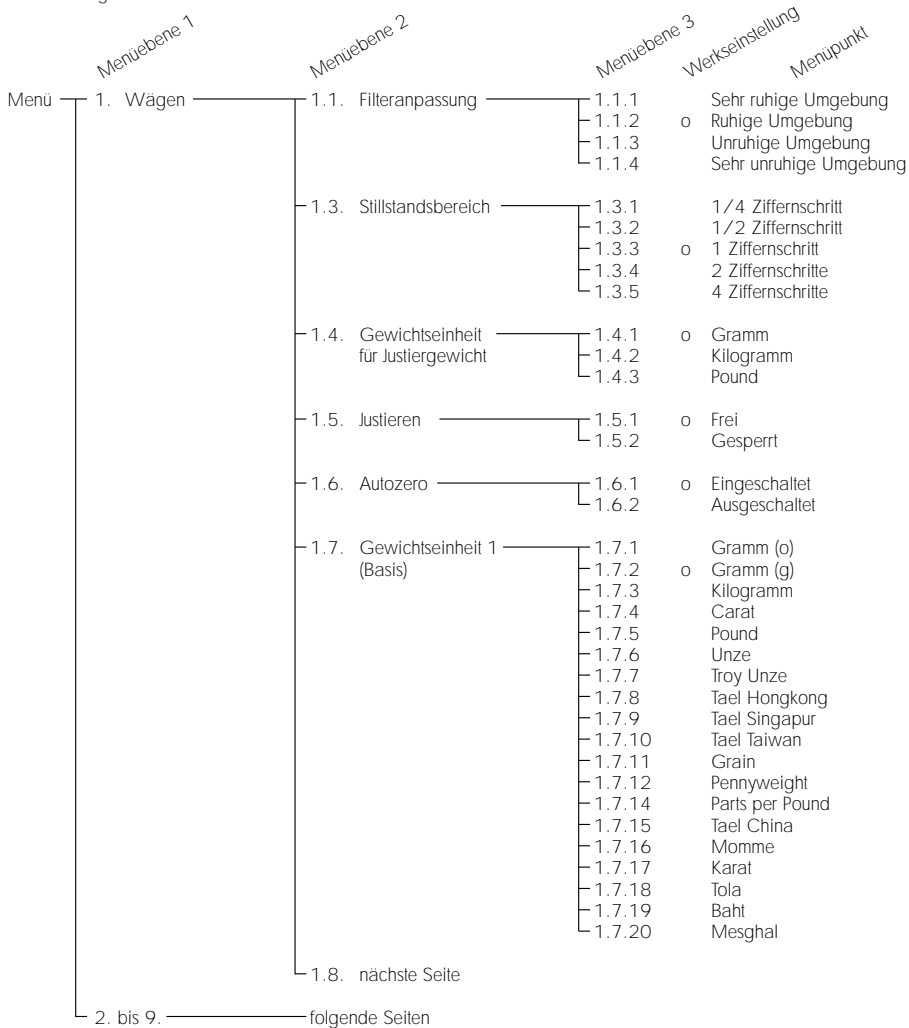 Menüebene 1 Menüebene 2 Menüebene 3 Werkseinstellung Menüpunkt
Menü 1. Wägen 1.1. Filteranpassung 1.1.1 Sehr ruhige Umgebung
1.1.2 o Ruhige Umgebung
1.1.3 Unruhige Umgebung
1.1.4 Sehr unruhige Umgebung
1.3. Stillstandsbereich 1.3.1 1/4 Ziffernschritt
1.3.2 1/2 Ziffernschritt
1.3.3 o 1 Ziffernschritt
1.3.4 2 Ziffernschritte
1.3.5 4 Ziffernschritte
1.4. Gewichtseinheit 1.4.1 o Gramm
für Justiergewicht 1.4.2 Kilogramm
1.4.3 Pound
1.5. Justieren 1.5.1 o Frei
1.5.2 Gesperrt
1.6. Autozero 1.6.1 o Eingeschaltet
1.6.2 Ausgeschaltet
1.7. Gewichtseinheit 1 1.7.1 Gramm (o)
(Basis) 1.7.2 o Gramm (g)
1.7.3 Kilogramm
1.7.4 Carat
1.7.5 Pound
1.7.6 Unze
1.7.7 Troy Unze
1.7.8 Tael Hongkong
1.7.9 Tael Singapur
1.7.10 Tael Taiwan
1.7.11 Grain
1.7.12 Pennyweight
1.7.14 Parts per Pound
1.7.15 Tael China
1.7.16 Momme
1.7.17 Karat
1.7.18 Tola
1.7.19 Baht
1.7.20 Mesghal
1.8. nächste Seite
2. bis 9. folgende Seiten